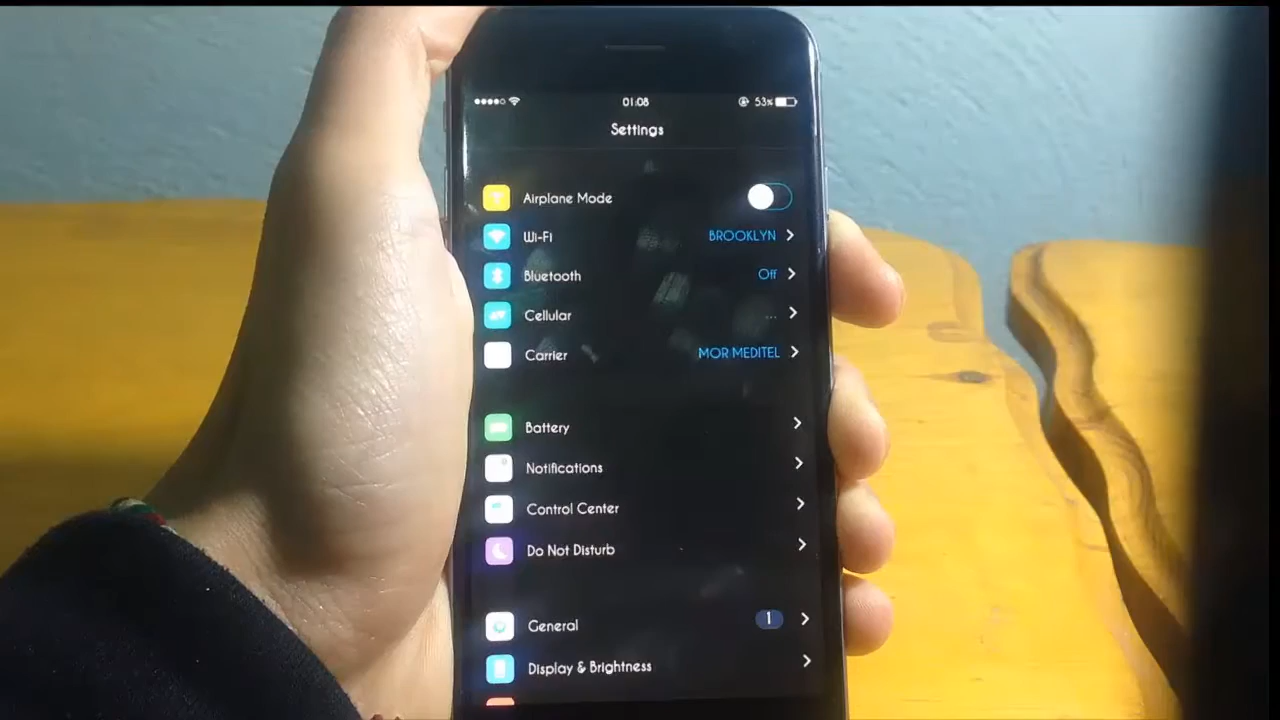 01:08 53%
Settings
Airplane Mode
Wi-Fi BROOKLYN
Bluetooth Off
Cellular ...
Carrier MOR MEDITEL
Battery
Notifications
Control Center
Do Not Disturb
General 1
Display & Brightness